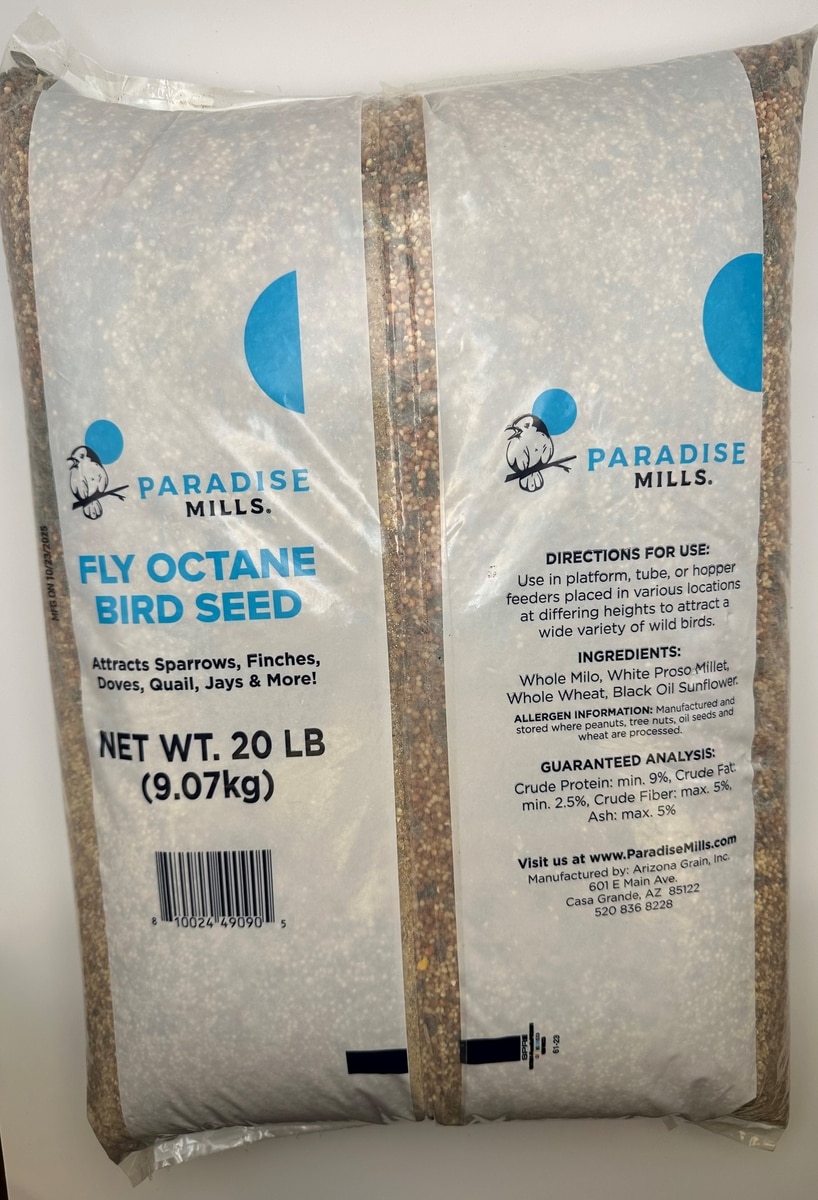 PARADISE
MILLS.
FLY OCTANE
BIRD SEED
Attracts Sparrows, Finches,
Doves, Quail, Jays & More!
NET WT. 20 LB
(9.07kg)
8 10024 49090 5
MFG ON 10/23/2025
PARADISE
MILLS.
DIRECTIONS FOR USE:
Use in platform, tube, or hopper
feeders placed in various locations
at differing heights to attract a
wide variety of wild birds.
INGREDIENTS:
Whole Milo, White Proso Millet,
Whole Wheat, Black Oil Sunflower.
ALLERGEN INFORMATION: Manufactured and
stored where peanuts, tree nuts, oil seeds and
wheat are processed.
GUARANTEED ANALYSIS:
Crude Protein: min. 9%, Crude Fat:
min. 2.5%, Crude Fiber: max. 5%,
Ash: max. 5%
Visit us at www.ParadiseMills.com
Manufactured by: Arizona Grain, Inc.
601 E Main Ave.
Casa Grande, AZ 85122
520 836 8228
61-23